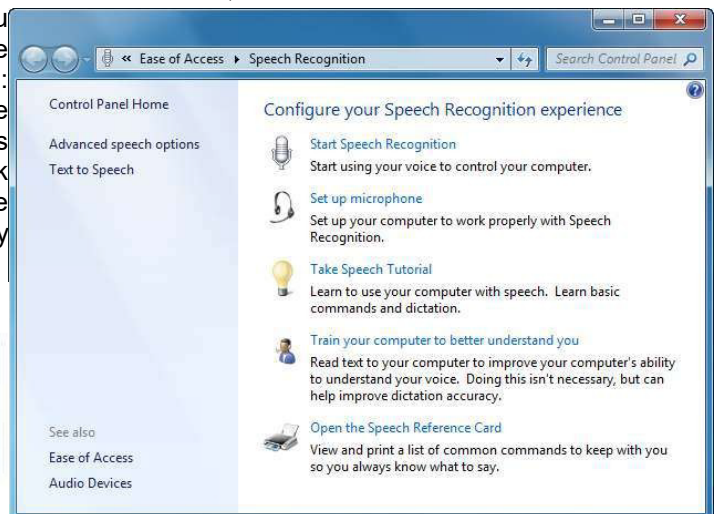 « Ease of Access ▸ Speech Recognition
Search Control Panel
Control Panel Home
Advanced speech options
Text to Speech
Configure your Speech Recognition experience
Start Speech Recognition
Start using your voice to control your computer.
Set up microphone
Set up your computer to work properly with Speech
Recognition.
Take Speech Tutorial
Learn to use your computer with speech. Learn basic
commands and dictation.
Train your computer to better understand you
Read text to your computer to improve your computer's ability
to understand your voice. Doing this isn't necessary, but can
help improve dictation accuracy.
Open the Speech Reference Card
View and print a list of common commands to keep with you
so you always know what to say.
See also
Ease of Access
Audio Devices